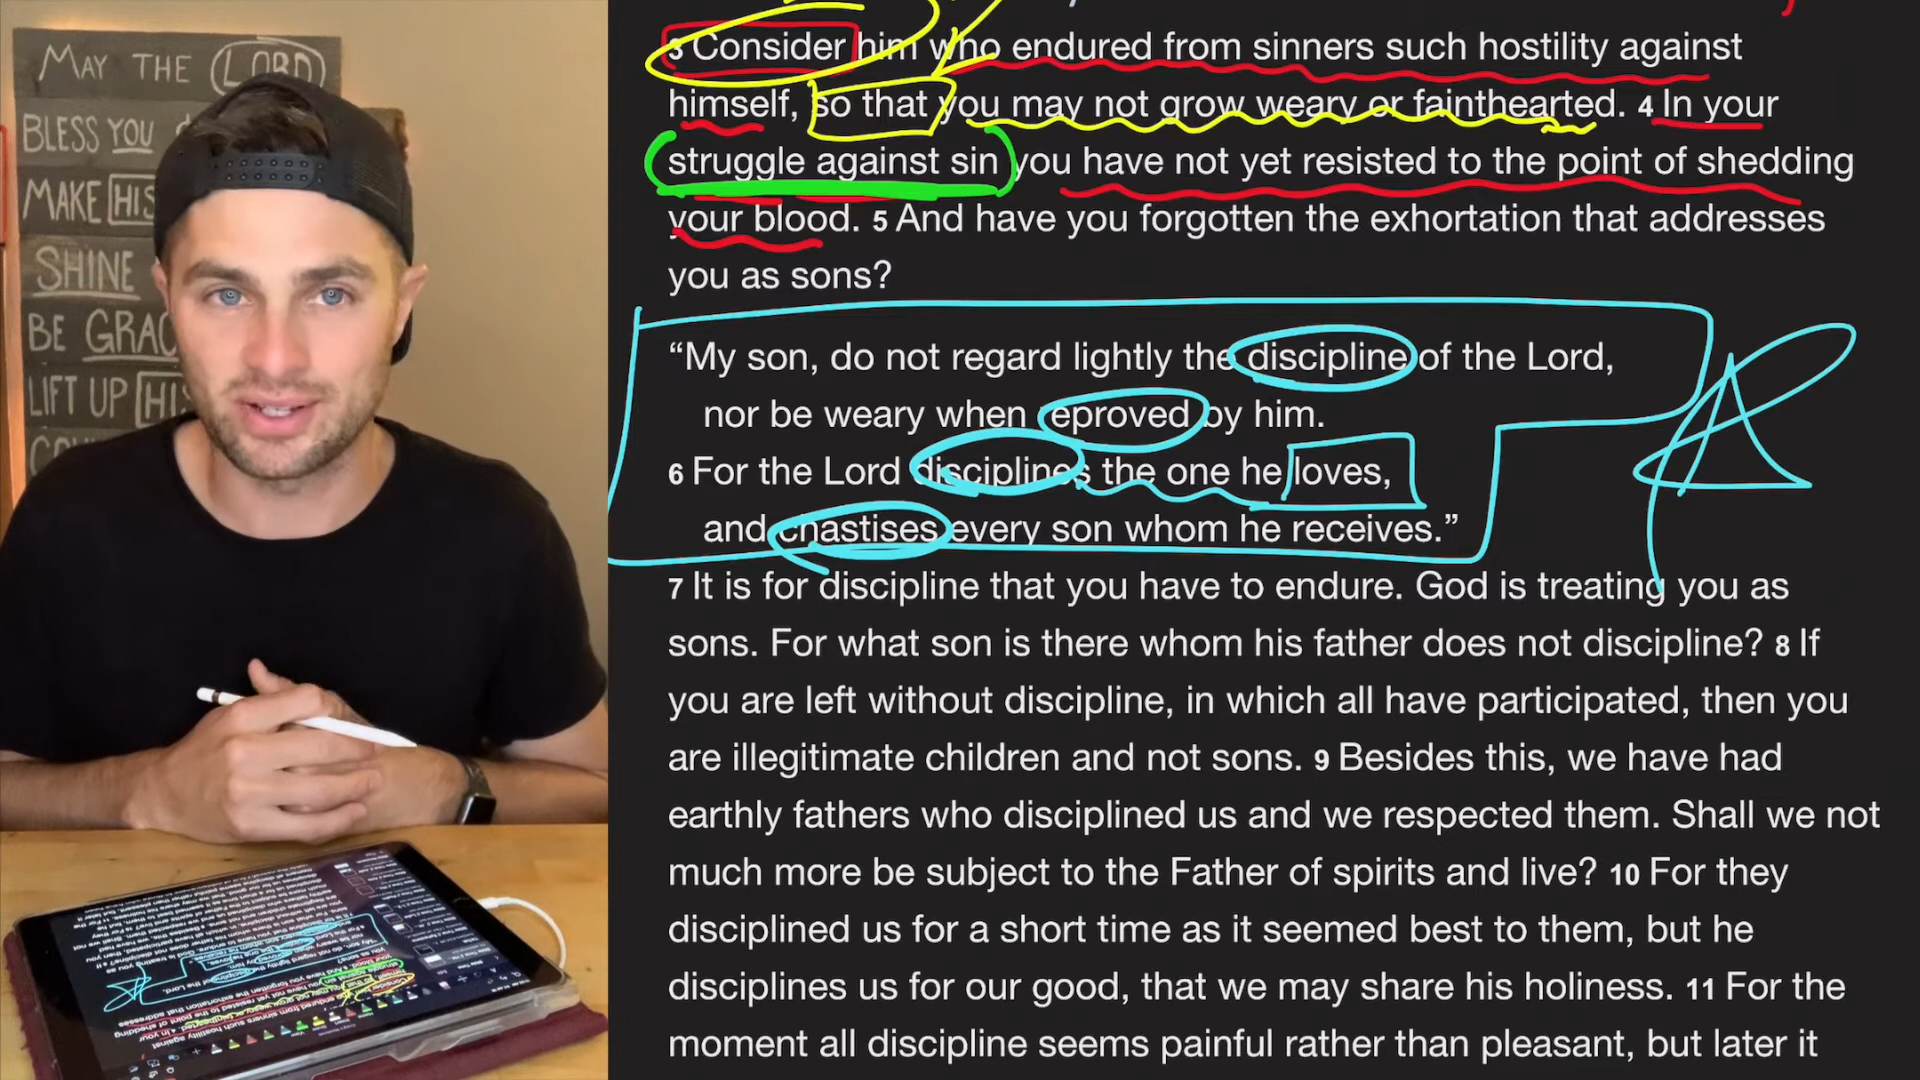 MAY THE LORD
BLESS YOU
MAKE HIS
SHINE
BE GRAC
LIFT UP HI
3 Consider him who endured from sinners such hostility against
himself, so that you may not grow weary or fainthearted. 4 In your
struggle against sin you have not yet resisted to the point of shedding
your blood. 5 And have you forgotten the exhortation that addresses
you as sons?
“My son, do not regard lightly the discipline of the Lord,
nor be weary when reproved by him.
6 For the Lord disciplines the one he loves,
and chastises every son whom he receives.”
7 It is for discipline that you have to endure. God is treating you as
sons. For what son is there whom his father does not discipline? 8 If
you are left without discipline, in which all have participated, then you
are illegitimate children and not sons. 9 Besides this, we have had
earthly fathers who disciplined us and we respected them. Shall we not
much more be subject to the Father of spirits and live? 10 For they
disciplined us for a short time as it seemed best to them, but he
disciplines us for our good, that we may share his holiness. 11 For the
moment all discipline seems painful rather than pleasant, but later it